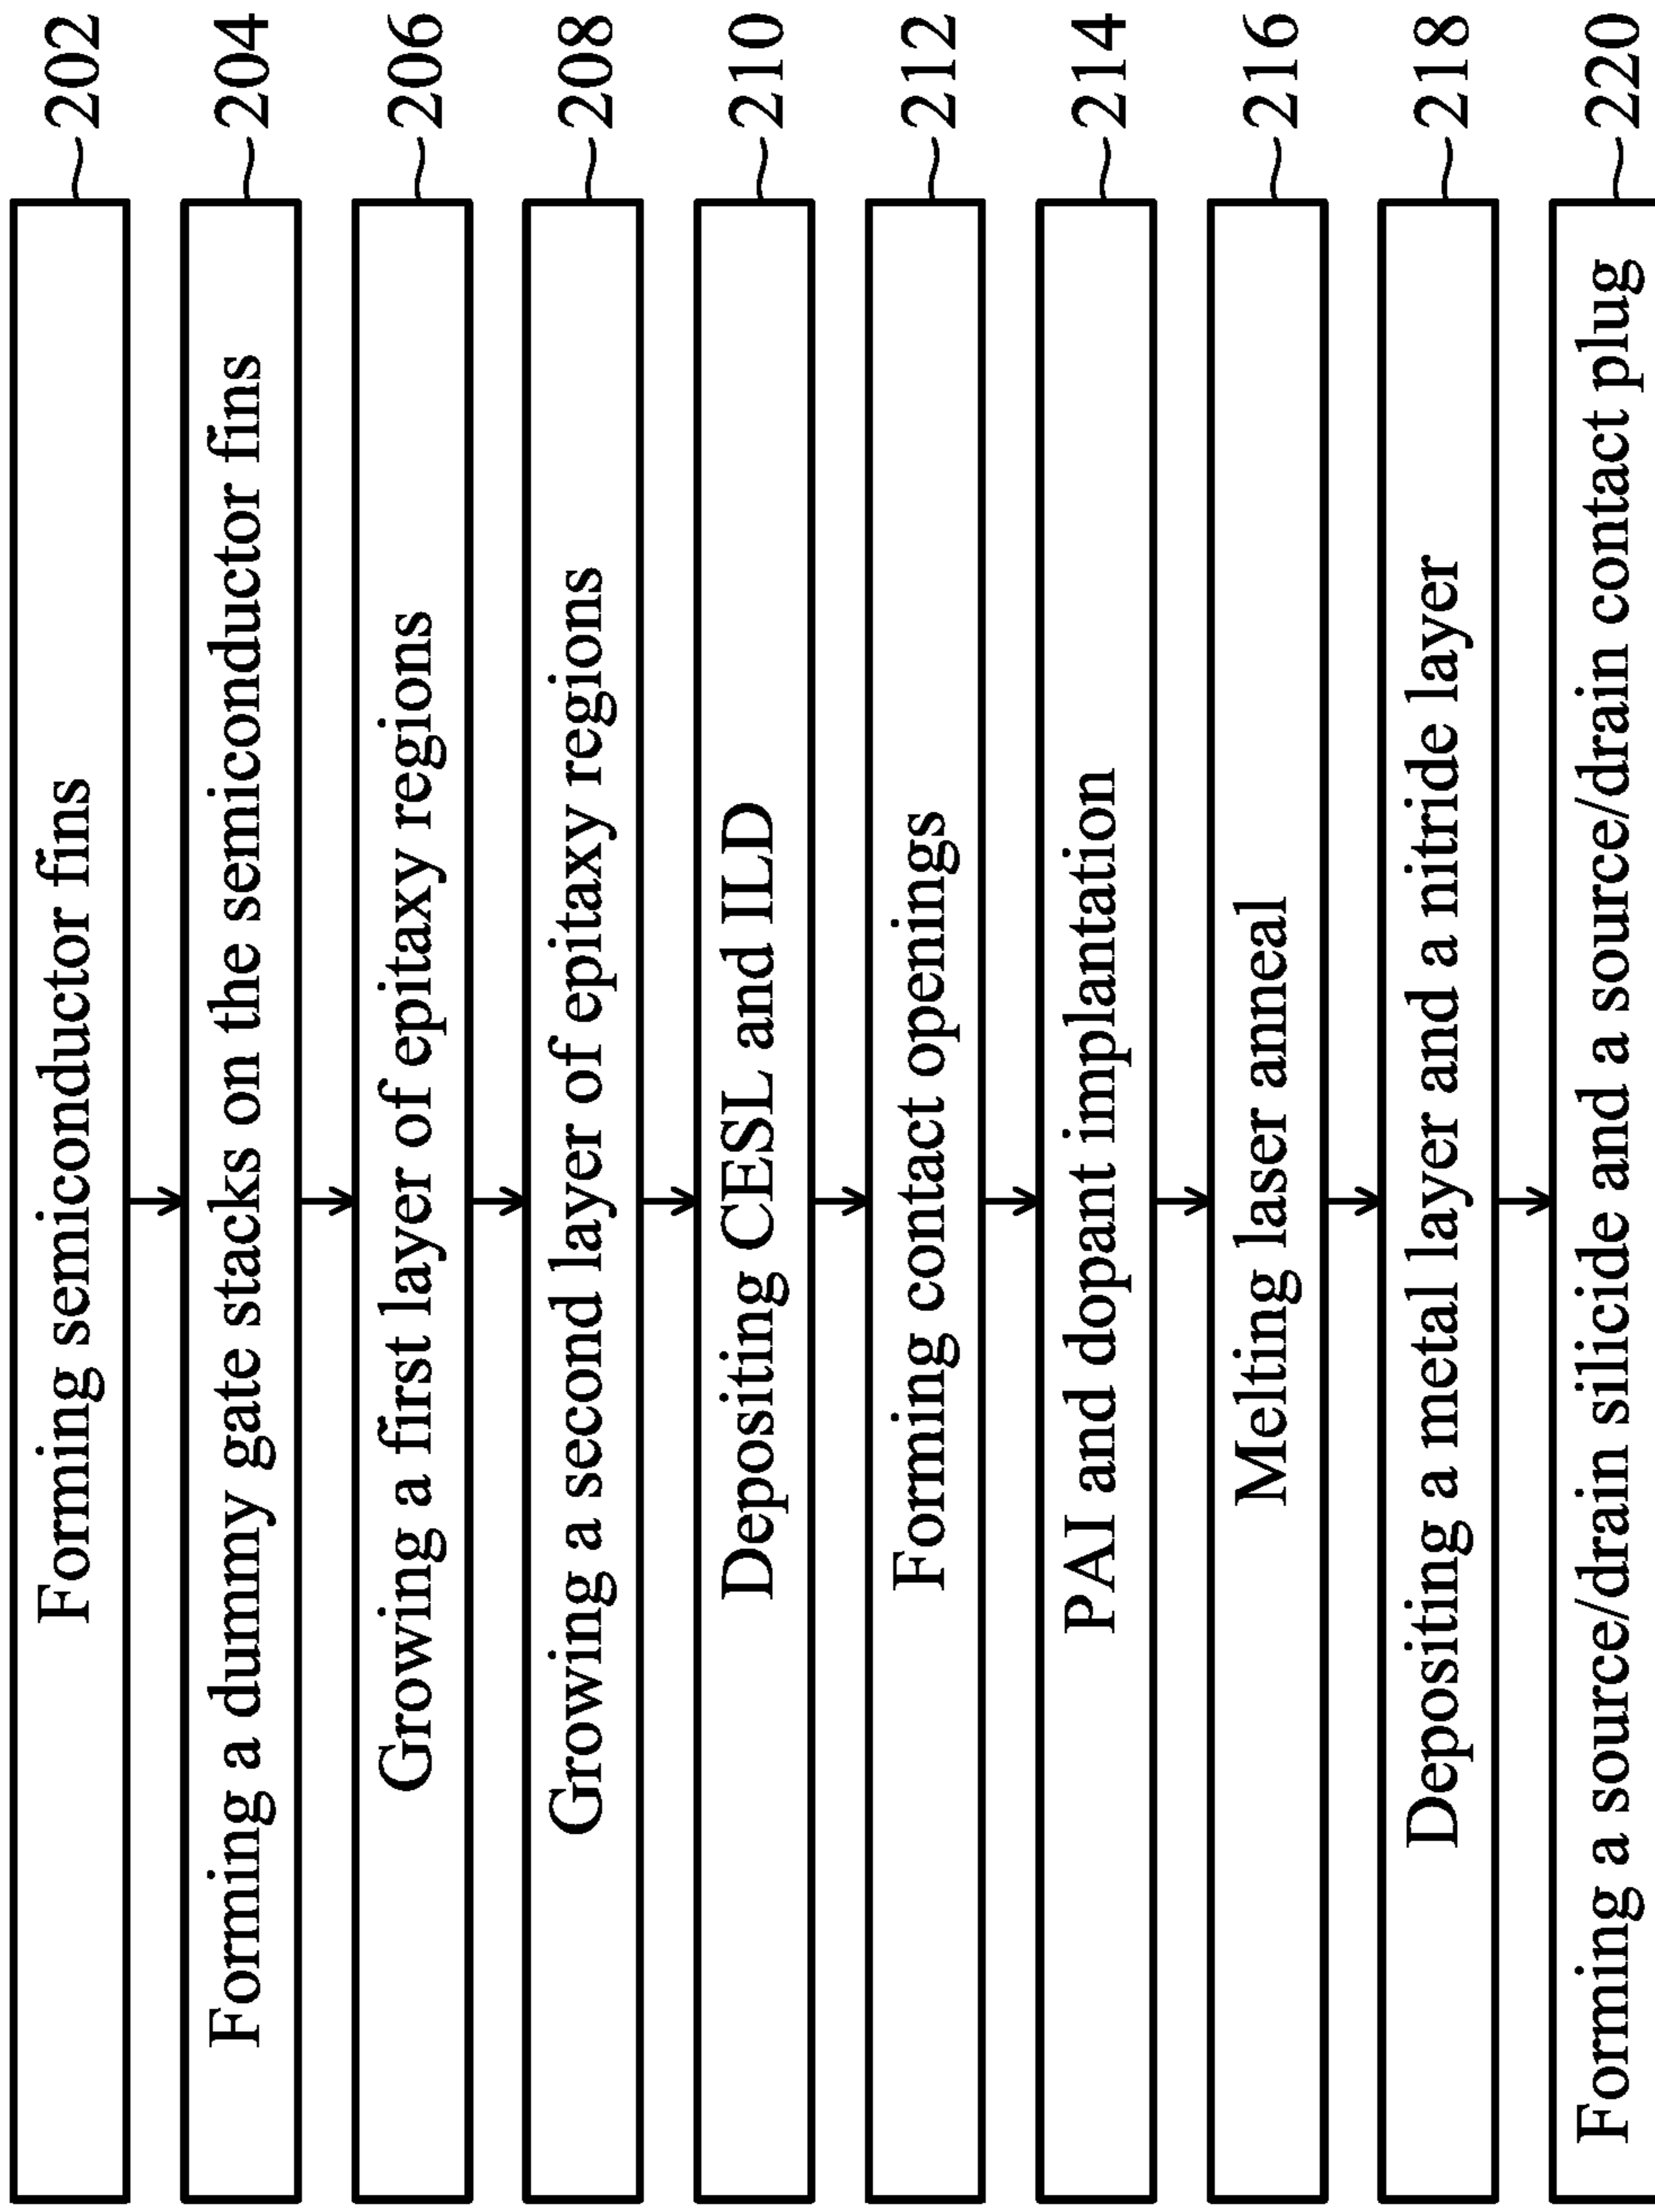 Forming semiconductor fins 202
Forming a dummy gate stacks on the semiconductor fins 204
Growing a first layer of epitaxy regions 206
Growing a second layer of epitaxy regions 208
Depositing CESL and ILD 210
Forming contact openings 212
PAI and dopant implantation 214
Melting laser anneal 216
Depositing a metal layer and a nitride layer 218
Forming a source/drain silicide and a source/drain contact plug 220